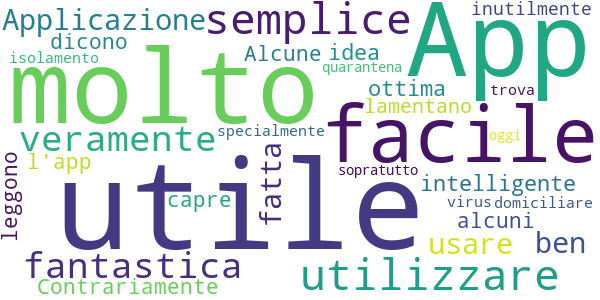 Applicazione semplice App inutilmente
dicono Alcune idea
isolamento quarantena
molto ottima trova
lamentano
veramente specialmente facile oggi
l'app sopratutto
leggono fatta utile intelligente
capre virus domiciliare
alcuni
fantastica usare ben
Contrariamente utilizzare